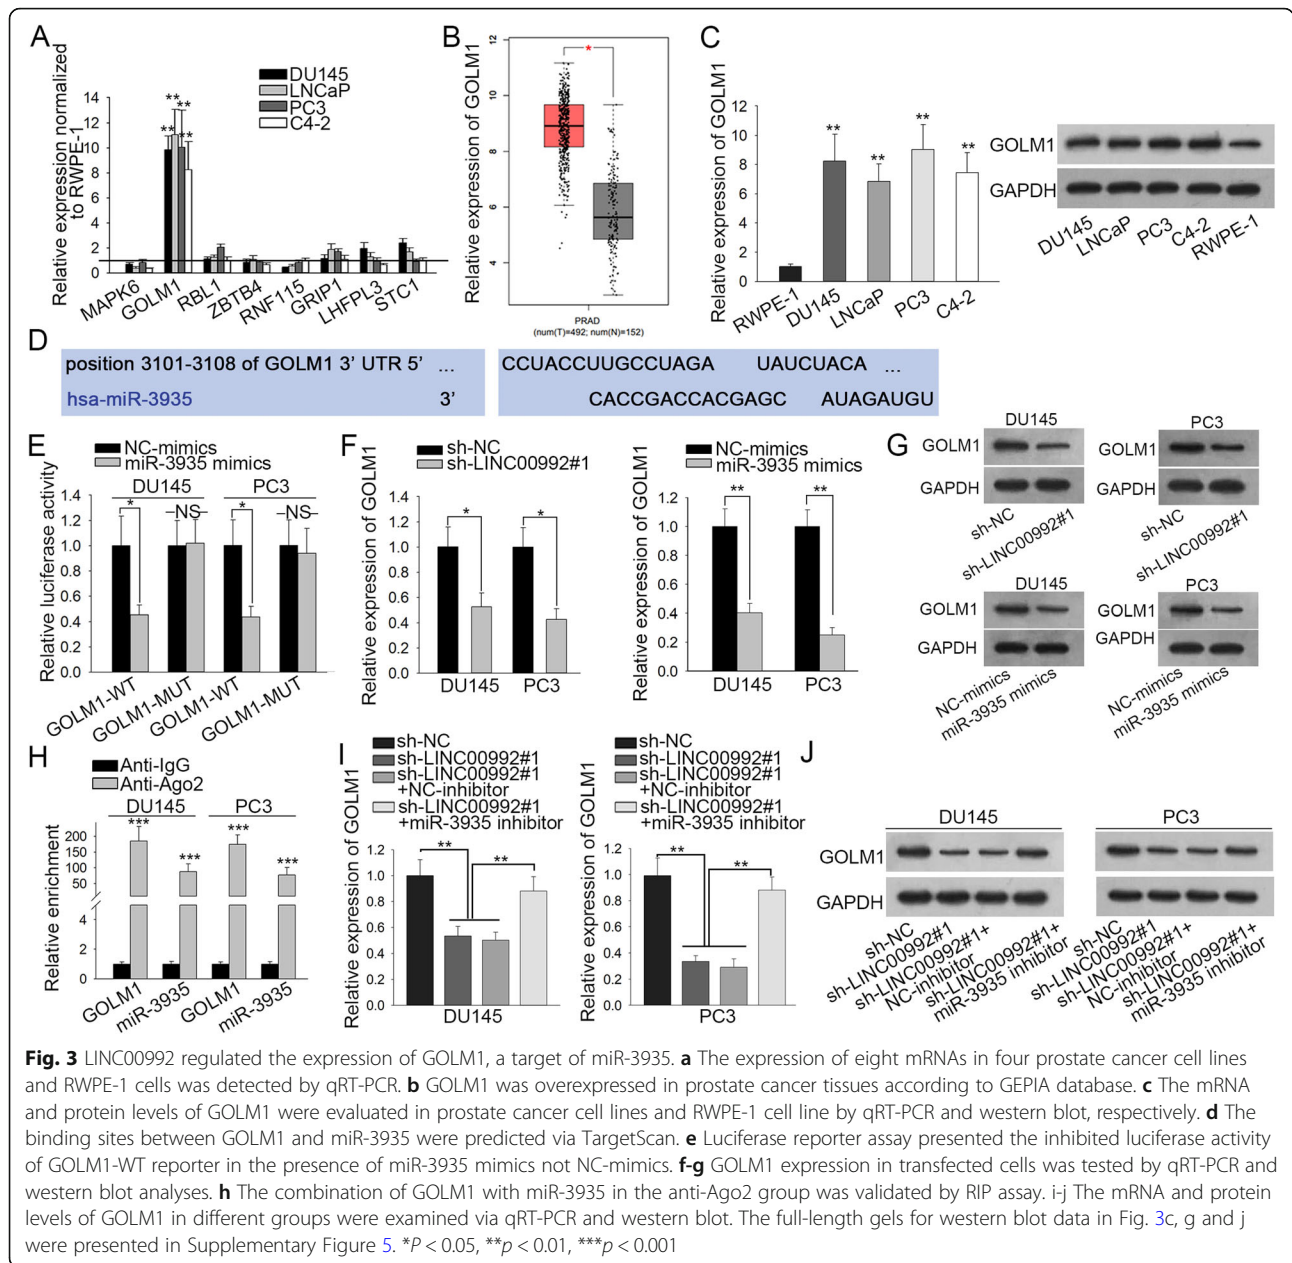 A
DU145
LNCaP
PC3
C4-2
Relative expression normalized
to RWPE-1
14
12
10
8
6
4
2
0
** ** ** **
MAPK6 GOLM1 RBL1 ZBTB4 RNF115 GRIP1 LHFPL3 STC1
B
Relative expression of GOLM1
12
10
8
6
4
*
PRAD
(num(T)=492; num(N)=152)
C
Relative expression of GOLM1
12
10
8
6
4
2
0
** ** ** **
RWPE-1 DU145 LNCaP PC3 C4-2
GOLM1
GAPDH
DU145 LNCaP PC3 C4-2 RWPE-1
D
position 3101-3108 of GOLM1 3’ UTR 5’ ... CCUACCUUGCCUAGA UAUCUACA ...
hsa-miR-3935 3’ CACCGACCACGAGC AUAGAUGU
E
NC-mimics
miR-3935 mimics
DU145 PC3
Relative luciferase activity
1.4
1.2
1.0
0.8
0.6
0.4
0.2
0.0
* NS * NS
GOLM1-WT GOLM1-MUT GOLM1-WT GOLM1-MUT
F
sh-NC
sh-LINC00992#1
Relative expression of GOLM1
1.4
1.2
1.0
0.8
0.6
0.4
0.2
0.0
* *
DU145 PC3
NC-mimics
miR-3935 mimics
Relative expression of GOLM1
1.2
1.0
0.8
0.6
0.4
0.2
0.0
** **
DU145 PC3
G
DU145 PC3
GOLM1 GOLM1
GAPDH GAPDH
sh-NC sh-LINC00992#1 sh-NC sh-LINC00992#1
DU145 PC3
GOLM1 GOLM1
GAPDH GAPDH
NC-mimics miR-3935 mimics NC-mimics miR-3935 mimics
H
Anti-IgG
Anti-Ago2
DU145 PC3
Relative enrichment
200
150
100
50
4
2
0
*** *** *** ***
GOLM1 miR-3935 GOLM1 miR-3935
I
sh-NC
sh-LINC00992#1
sh-LINC00992#1
+NC-inhibitor
sh-LINC00992#1
+miR-3935 inhibitor
Relative expression of GOLM1
1.2
1.0
0.8
0.6
0.4
0.2
0.0
** **
DU145
sh-NC
sh-LINC00992#1
sh-LINC00992#1
+NC-inhibitor
sh-LINC00992#1
+miR-3935 inhibitor
Relative expression of GOLM1
1.2
1.0
0.8
0.6
0.4
0.2
0.0
** **
PC3
J
DU145 PC3
GOLM1
GAPDH
sh-NC
sh-LINC00992#1
sh-LINC00992#1+
NC-inhibitor
sh-LINC00992#1+
miR-3935 inhibitor
sh-NC
sh-LINC00992#1
sh-LINC00992#1+
NC-inhibitor
sh-LINC00992#1+
miR-3935 inhibitor
Fig. 3 LINC00992 regulated the expression of GOLM1, a target of miR-3935. a The expression of eight mRNAs in four prostate cancer cell lines
and RWPE-1 cells was detected by qRT-PCR. b GOLM1 was overexpressed in prostate cancer tissues according to GEPIA database. c The mRNA
and protein levels of GOLM1 were evaluated in prostate cancer cell lines and RWPE-1 cell line by qRT-PCR and western blot, respectively. d The
binding sites between GOLM1 and miR-3935 were predicted via TargetScan. e Luciferase reporter assay presented the inhibited luciferase activity
of GOLM1-WT reporter in the presence of miR-3935 mimics not NC-mimics. f-g GOLM1 expression in transfected cells was tested by qRT-PCR and
western blot analyses. h The combination of GOLM1 with miR-3935 in the anti-Ago2 group was validated by RIP assay. i-j The mRNA and protein
levels of GOLM1 in different groups were examined via qRT-PCR and western blot. The full-length gels for western blot data in Fig. 3c, g and j
were presented in Supplementary Figure 5. *P < 0.05, **p < 0.01, ***p < 0.001